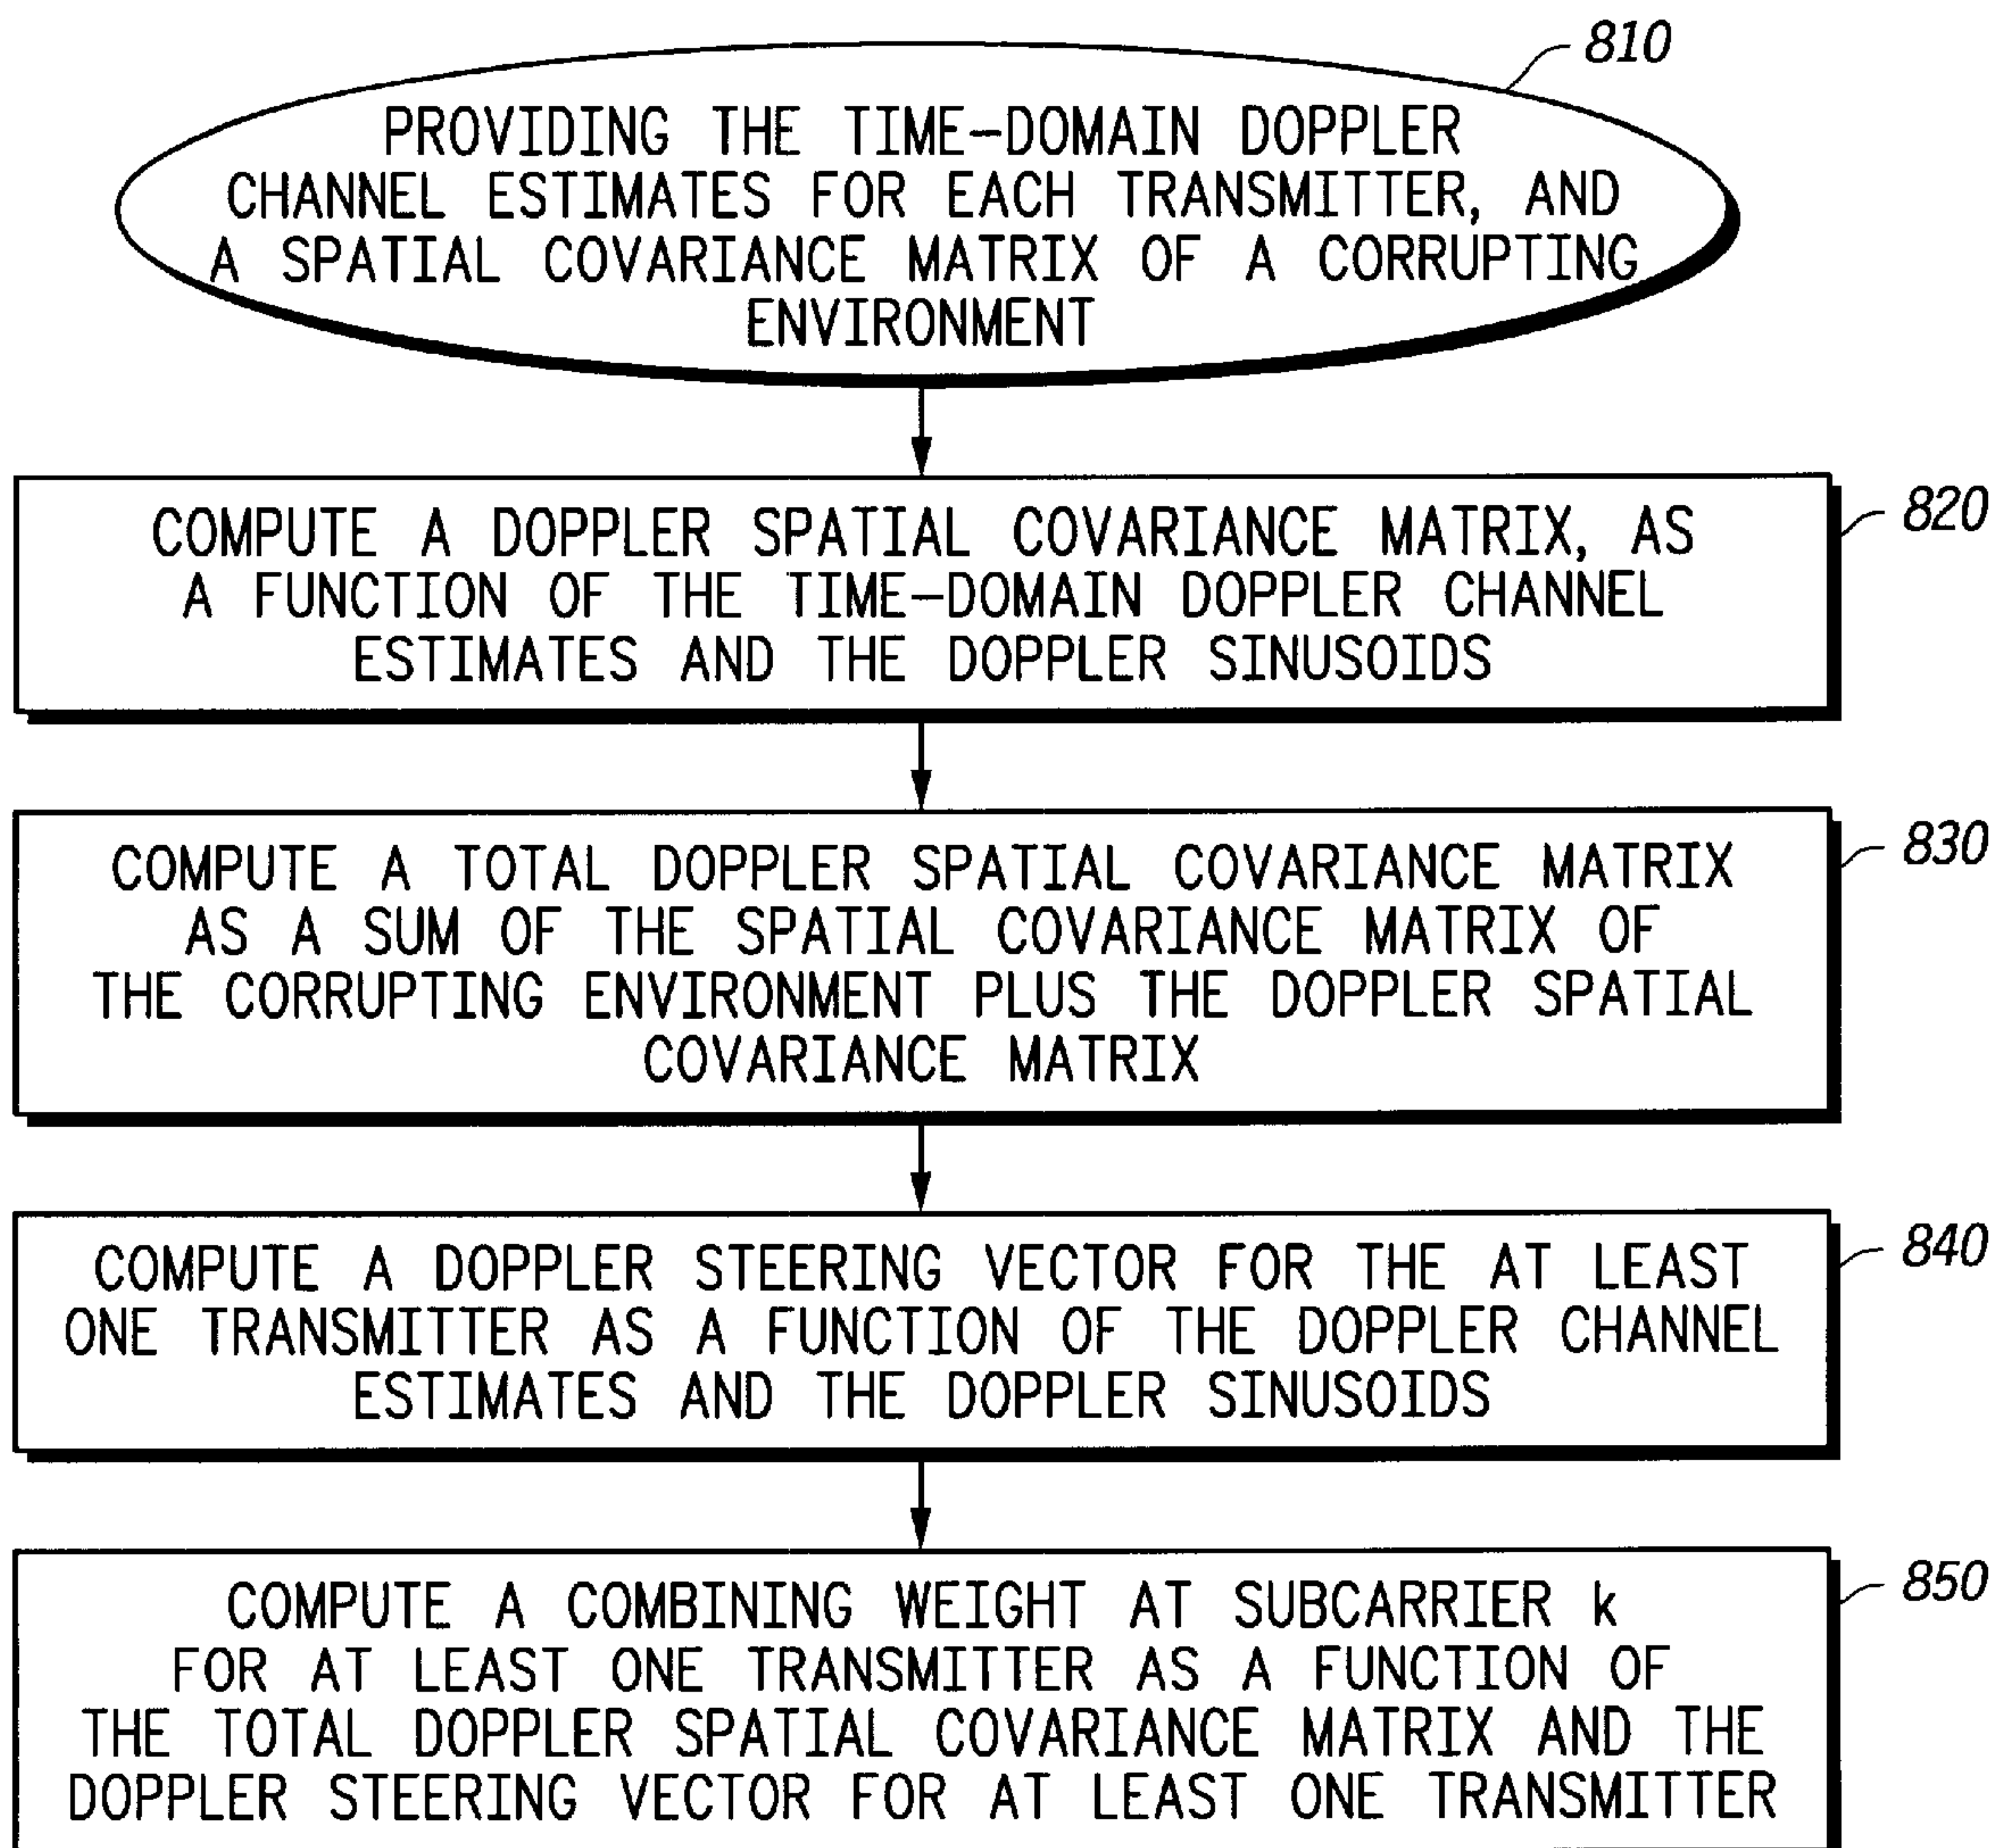 810
PROVIDING THE TIME-DOMAIN DOPPLER
CHANNEL ESTIMATES FOR EACH TRANSMITTER, AND
A SPATIAL COVARIANCE MATRIX OF A CORRUPTING
ENVIRONMENT
820
COMPUTE A DOPPLER SPATIAL COVARIANCE MATRIX, AS
A FUNCTION OF THE TIME-DOMAIN DOPPLER CHANNEL
ESTIMATES AND THE DOPPLER SINUSOIDS
830
COMPUTE A TOTAL DOPPLER SPATIAL COVARIANCE MATRIX
AS A SUM OF THE SPATIAL COVARIANCE MATRIX OF
THE CORRUPTING ENVIRONMENT PLUS THE DOPPLER SPATIAL
COVARIANCE MATRIX
840
COMPUTE A DOPPLER STEERING VECTOR FOR THE AT LEAST
ONE TRANSMITTER AS A FUNCTION OF THE DOPPLER CHANNEL
ESTIMATES AND THE DOPPLER SINUSOIDS
850
COMPUTE A COMBINING WEIGHT AT SUBCARRIER k
FOR AT LEAST ONE TRANSMITTER AS A FUNCTION OF
THE TOTAL DOPPLER SPATIAL COVARIANCE MATRIX AND THE
DOPPLER STEERING VECTOR FOR AT LEAST ONE TRANSMITTER